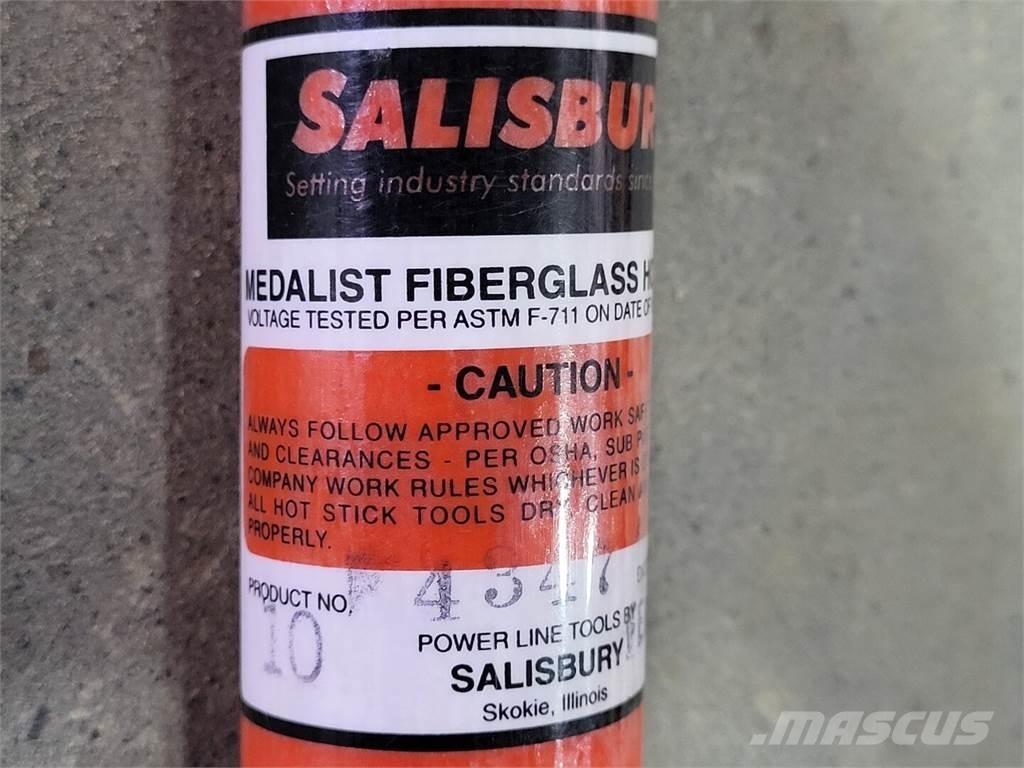 SALISBUR
Setting industry standards since
MEDALIST FIBERGLASS
VOLTAGE TESTED PER ASTM F-711 ON DATE OF
- CAUTION -
ALWAYS FOLLOW APPROVED WORK
AND CLEARANCES - PER OSHA, SUB
COMPANY WORK RULES WHICHEVER IS
ALL HOT STICK TOOLS DRY, CLEAN
PROPERLY.
PRODUCT NO. 4347
10
POWER LINE TOOLS BY
SALISBURY
Skokie, Illinois
MASCUS